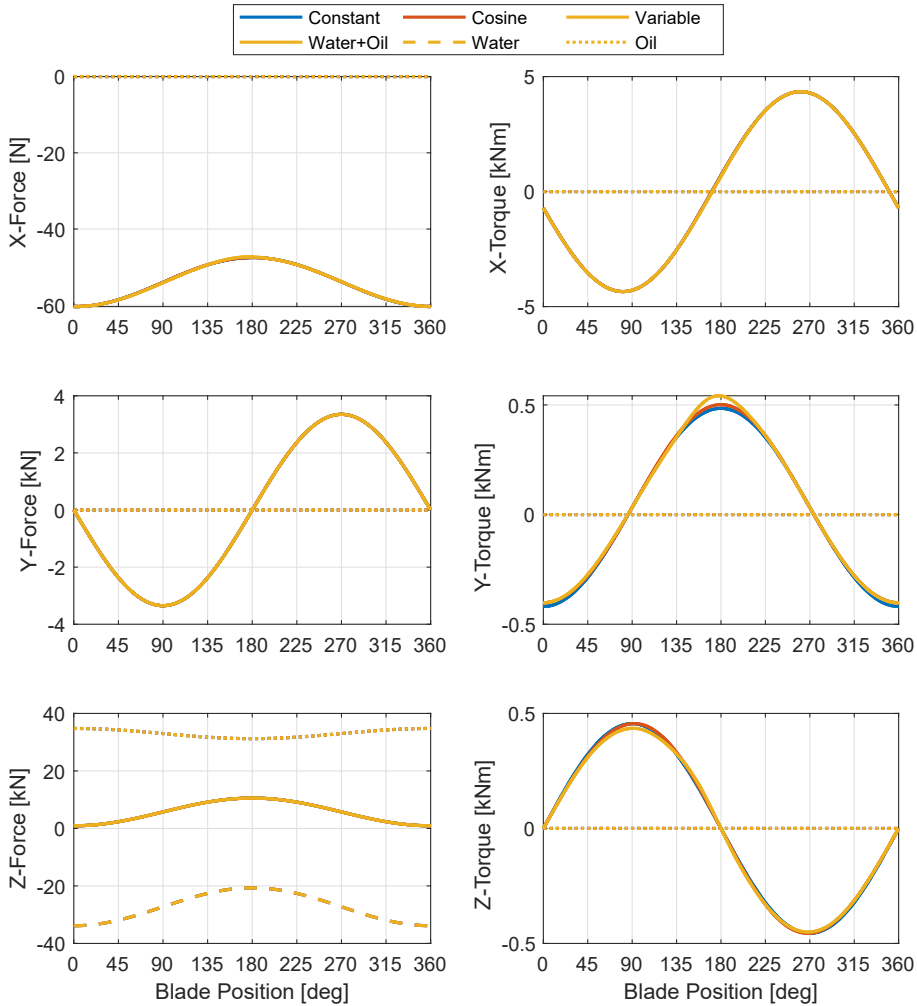 Constant Cosine Variable
Water+Oil Water Oil
X-Force [N]
0
-20
-40
-60
0 45 90 135 180 225 270 315 360
X-Torque [kNm]
5
0
-5
0 45 90 135 180 225 270 315 360
Y-Force [kN]
4
2
0
-2
-4
0 45 90 135 180 225 270 315 360
Y-Torque [kNm]
0.5
0
-0.5
0 45 90 135 180 225 270 315 360
Z-Force [kN]
40
20
0
-20
-40
0 45 90 135 180 225 270 315 360
Blade Position [deg]
Z-Torque [kNm]
0.5
0
-0.5
0 45 90 135 180 225 270 315 360
Blade Position [deg]